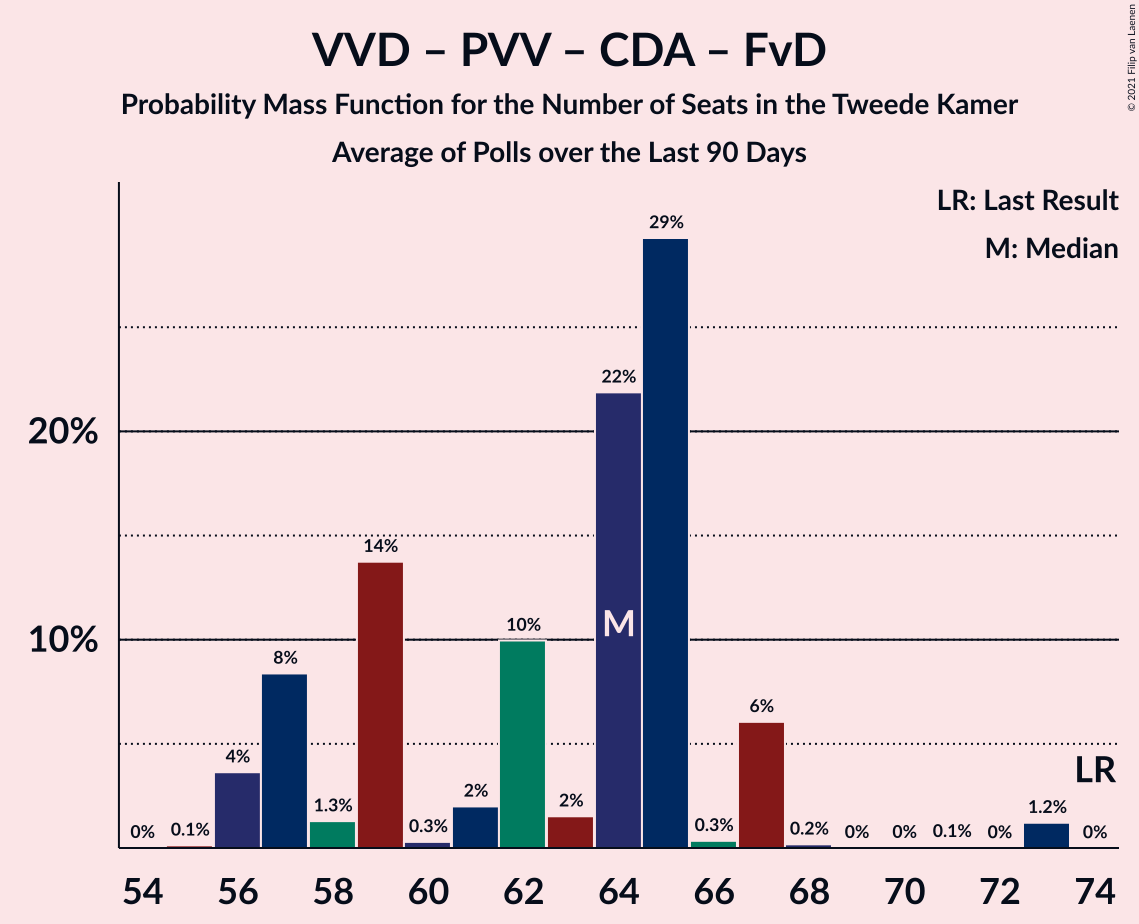 VVD – PVV – CDA – FvD
Probability Mass Function for the Number of Seats in the Tweede Kamer
Average of Polls over the Last 90 Days
© 2021 Filip van Laenen
LR: Last Result
M: Median
29%
22%
20%
14%
10%
10%
M
8%
6%
4%
LR
2%
2%
1.3%
1.2%
0% 0.1% 0.3% 0.3% 0.2% 0% 0% 0.1% 0% 0%
54 56 58 60 62 64 66 68 70 72 74